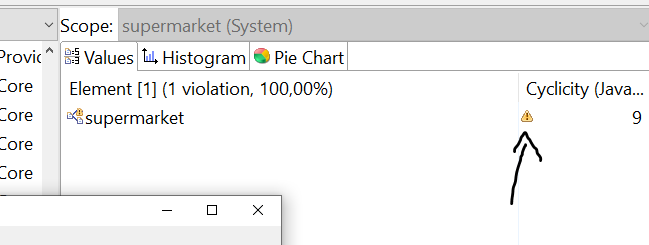 Scope: supermarket (System)
Provid
Values Histogram Pie Chart
Core
Element [1] (1 violation, 100,00%) Cyclicity (Java...
Core
supermarket 9
Core
Core